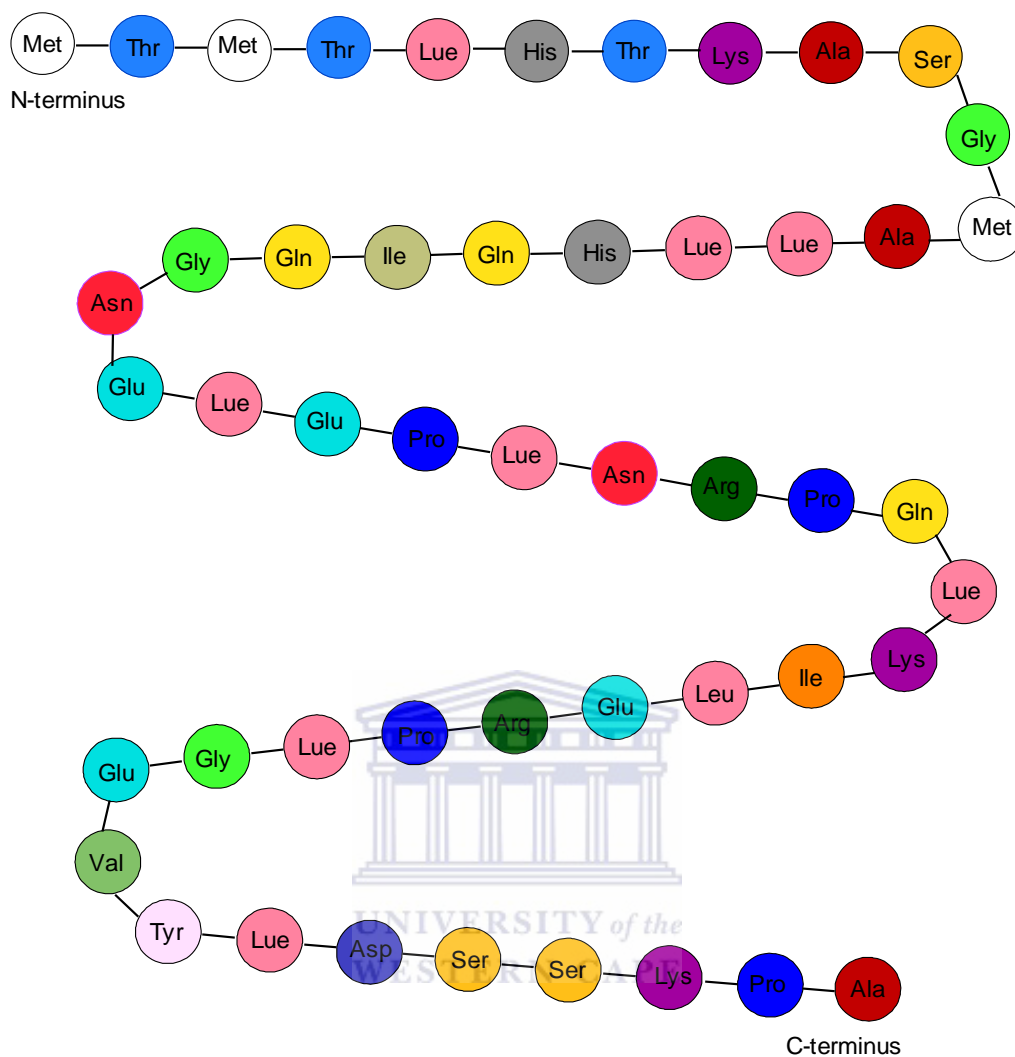 Met Thr Met Thr Lue His Thr Lys Ala Ser
N-terminus
Gly
Met
Ala Lue Lue His Gln Ile Gln Gly
Asn
Glu Lue Glu Pro Lue Asn Arg Pro Gln
Lue
Lys Ile Leu Glu Arg Pro Lue Gly Glu
Val
Tyr Lue Asp Ser Ser Lys Pro Ala
C-terminus
UNIVERSITY of the
WESTERN CAPE